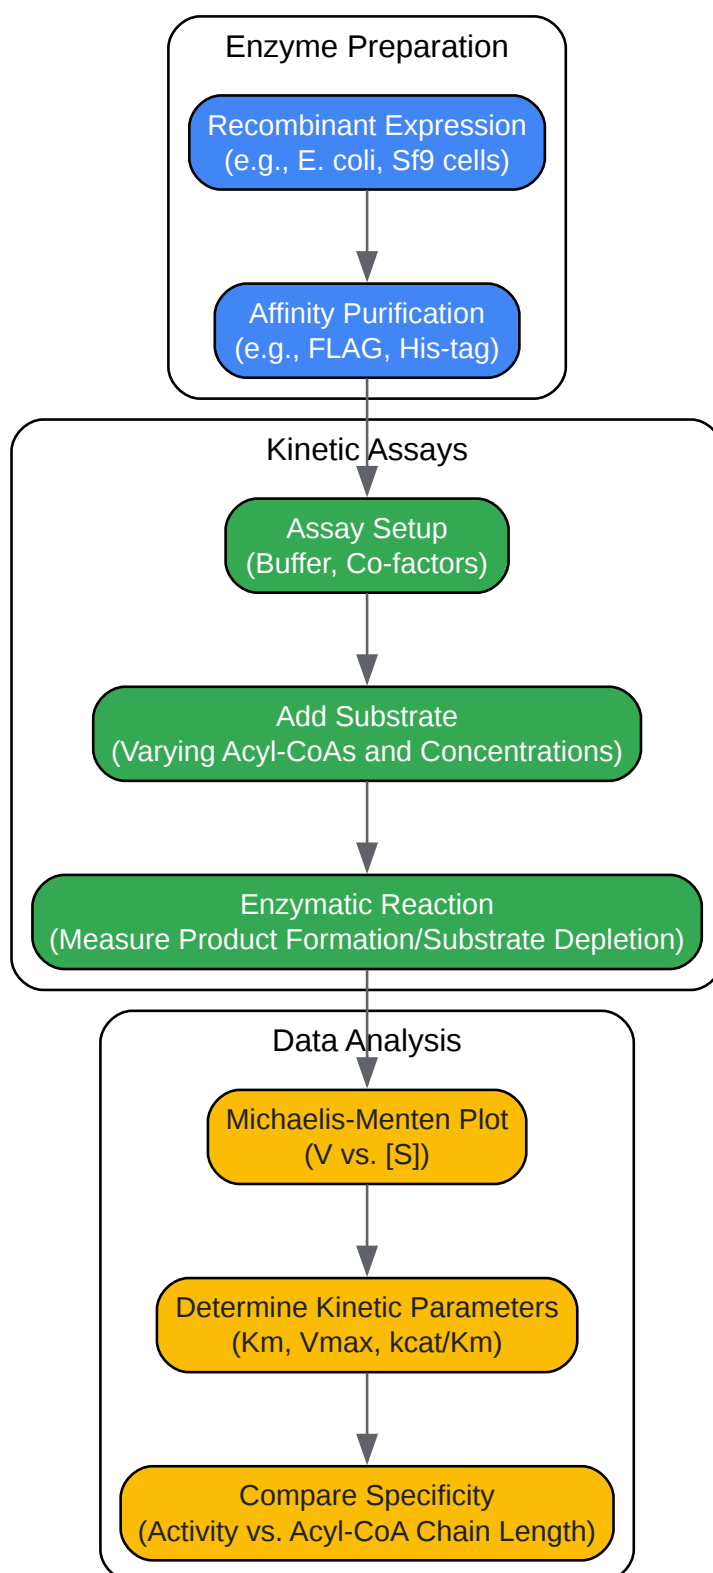 Enzyme Preparation
Recombinant Expression
(e.g., E. coli, Sf9 cells)
Affinity Purification
(e.g., FLAG, His-tag)
Kinetic Assays
Assay Setup
(Buffer, Co-factors)
Add Substrate
(Varying Acyl-CoAs and Concentrations)
Enzymatic Reaction
(Measure Product Formation/Substrate Depletion)
Data Analysis
Michaelis-Menten Plot
(V vs. [S])
Determine Kinetic Parameters
(Km, Vmax, kcat/Km)
Compare Specificity
(Activity vs. Acyl-CoA Chain Length)